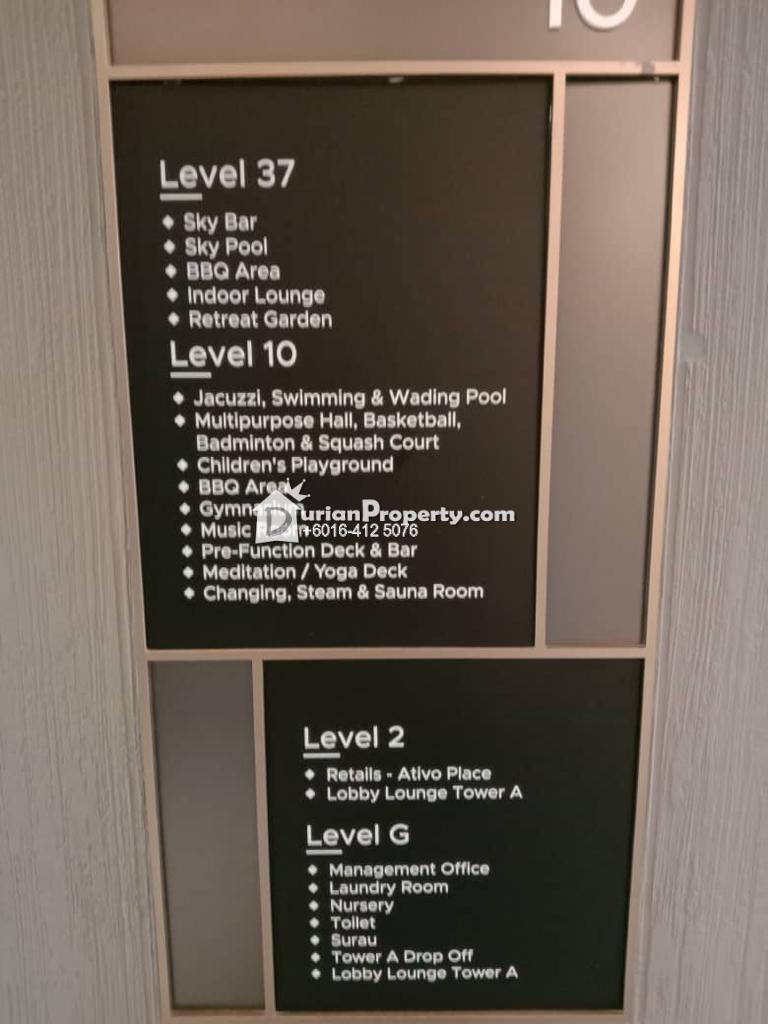 10
Level 37
Sky Bar
Sky Pool
BBQ Area
Indoor Lounge
Retreat Garden
Level 10
Jacuzzi, Swimming & Wading Pool
Multipurpose Hall, Basketball,
Badminton & Squash Court
Children's Playground
BBQ Area
Gymnasium
DurianProperty.com
Music Room
+6016-412 5076
Pre-Function Deck & Bar
Meditation / Yoga Deck
Changing, Steam & Sauna Room
Level 2
Retails - Ativo Place
Lobby Lounge Tower A
Level G
Management Office
Laundry Room
Nursery
Toilet
Surau
Tower A Drop Off
Lobby Lounge Tower A